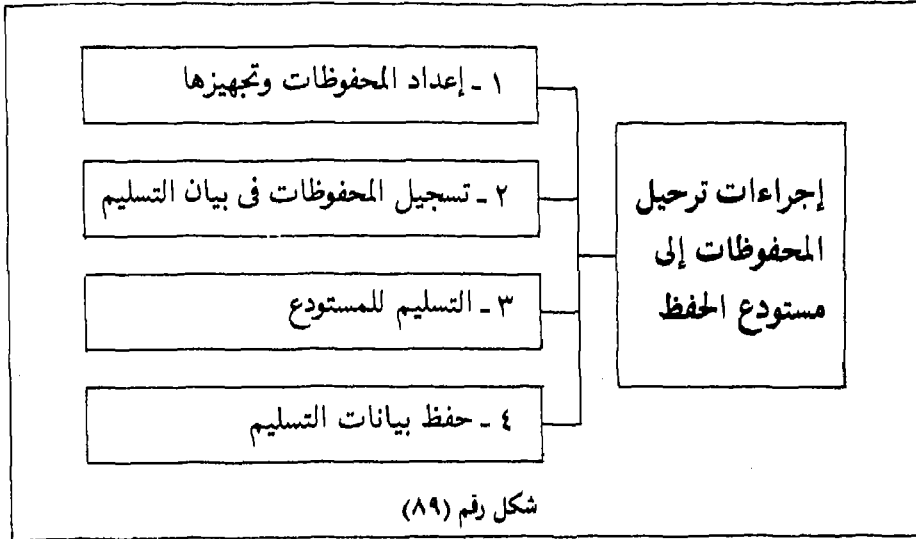 إجراءات ترحيل
المحفوظات إلى
مستودع الحفظ
١ ـ إعداد المحفوظات وتجهيزها
٢ ـ تسجيل المحفوظات فى بيان التسليم
٣ ـ التسليم للمستودع
٤ ـ حفظ بيانات التسليم
شكل رقم (٨٩)